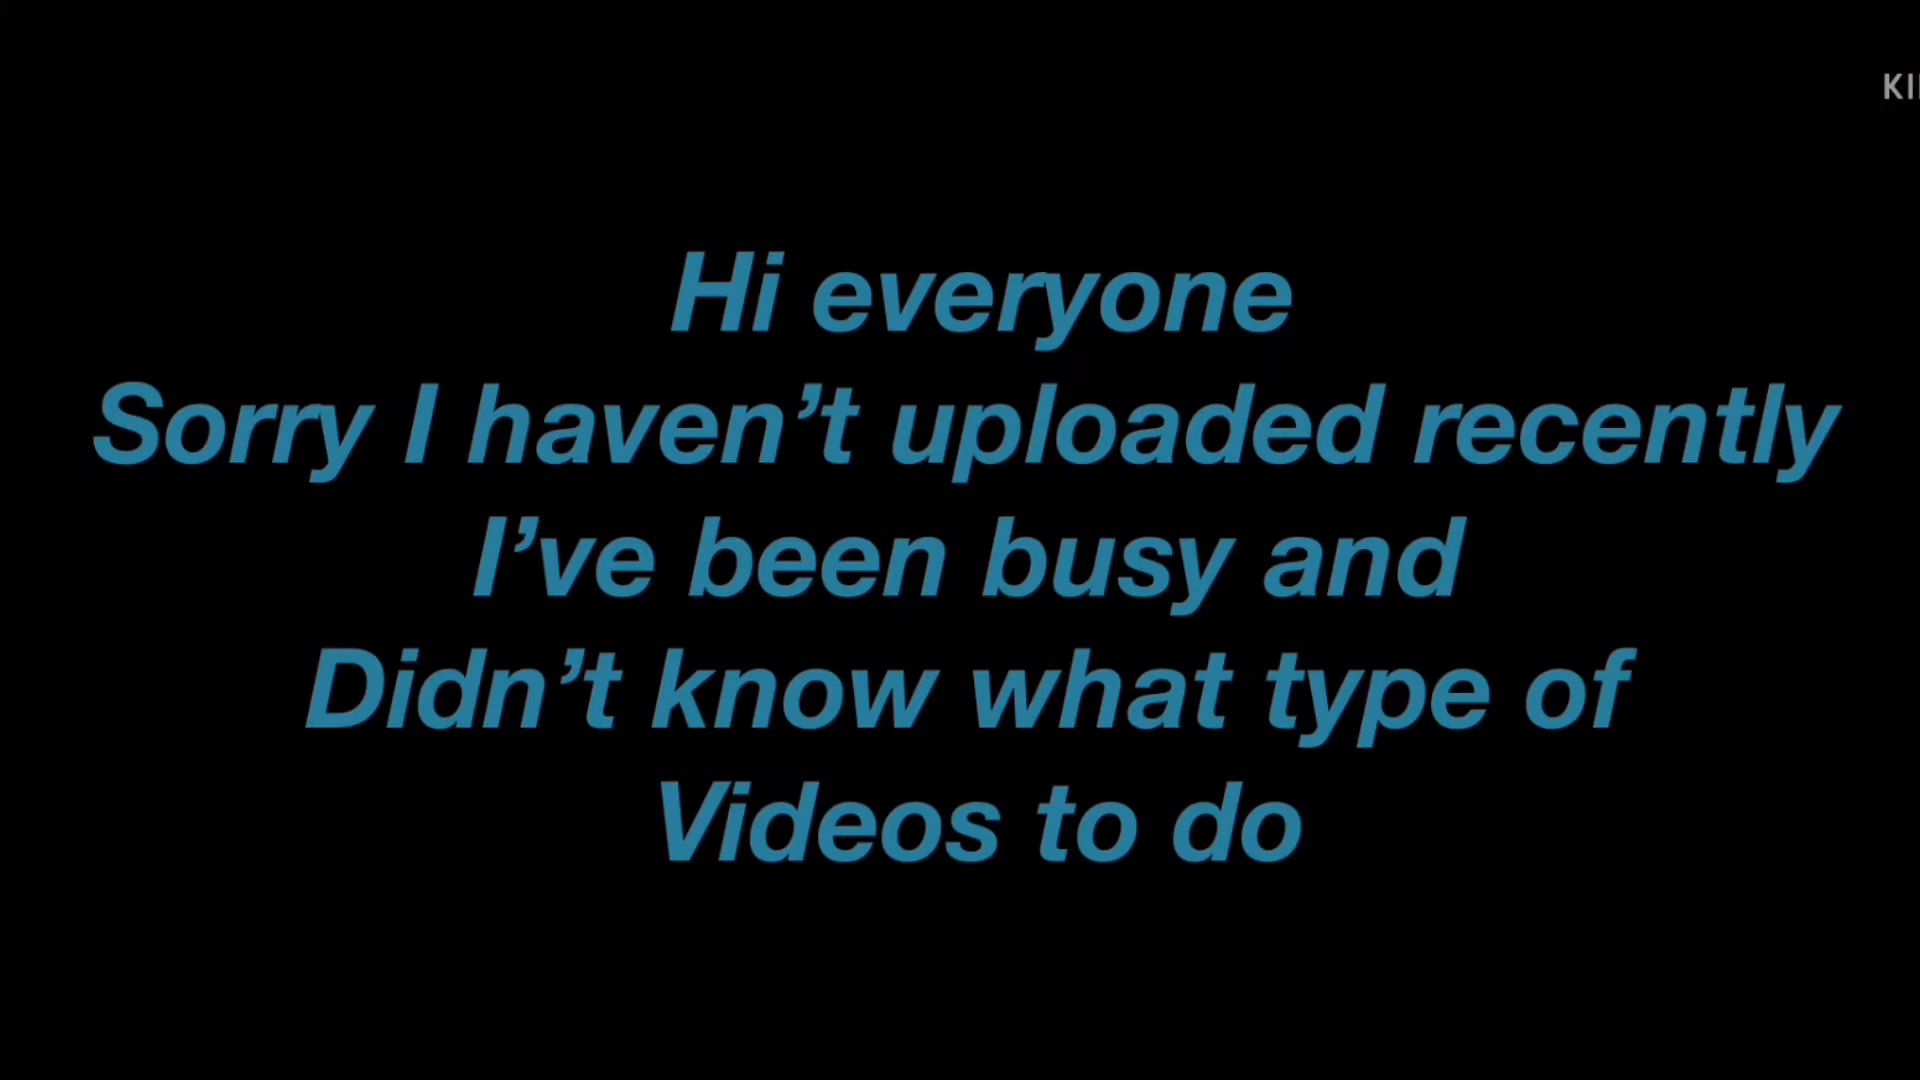 Hi everyone
Sorry I haven’t uploaded recently
I’ve been busy and
Didn’t know what type of
Videos to do